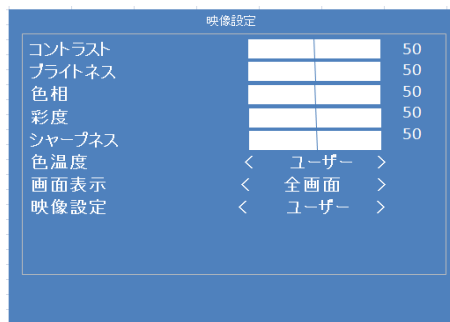 映像設定
コントラスト 50
ブライトネス 50
色相 50
彩度 50
シャープネス 50
色温度 < ユーザー >
画面表示 < 全画面 >
映像設定 < ユーザー >